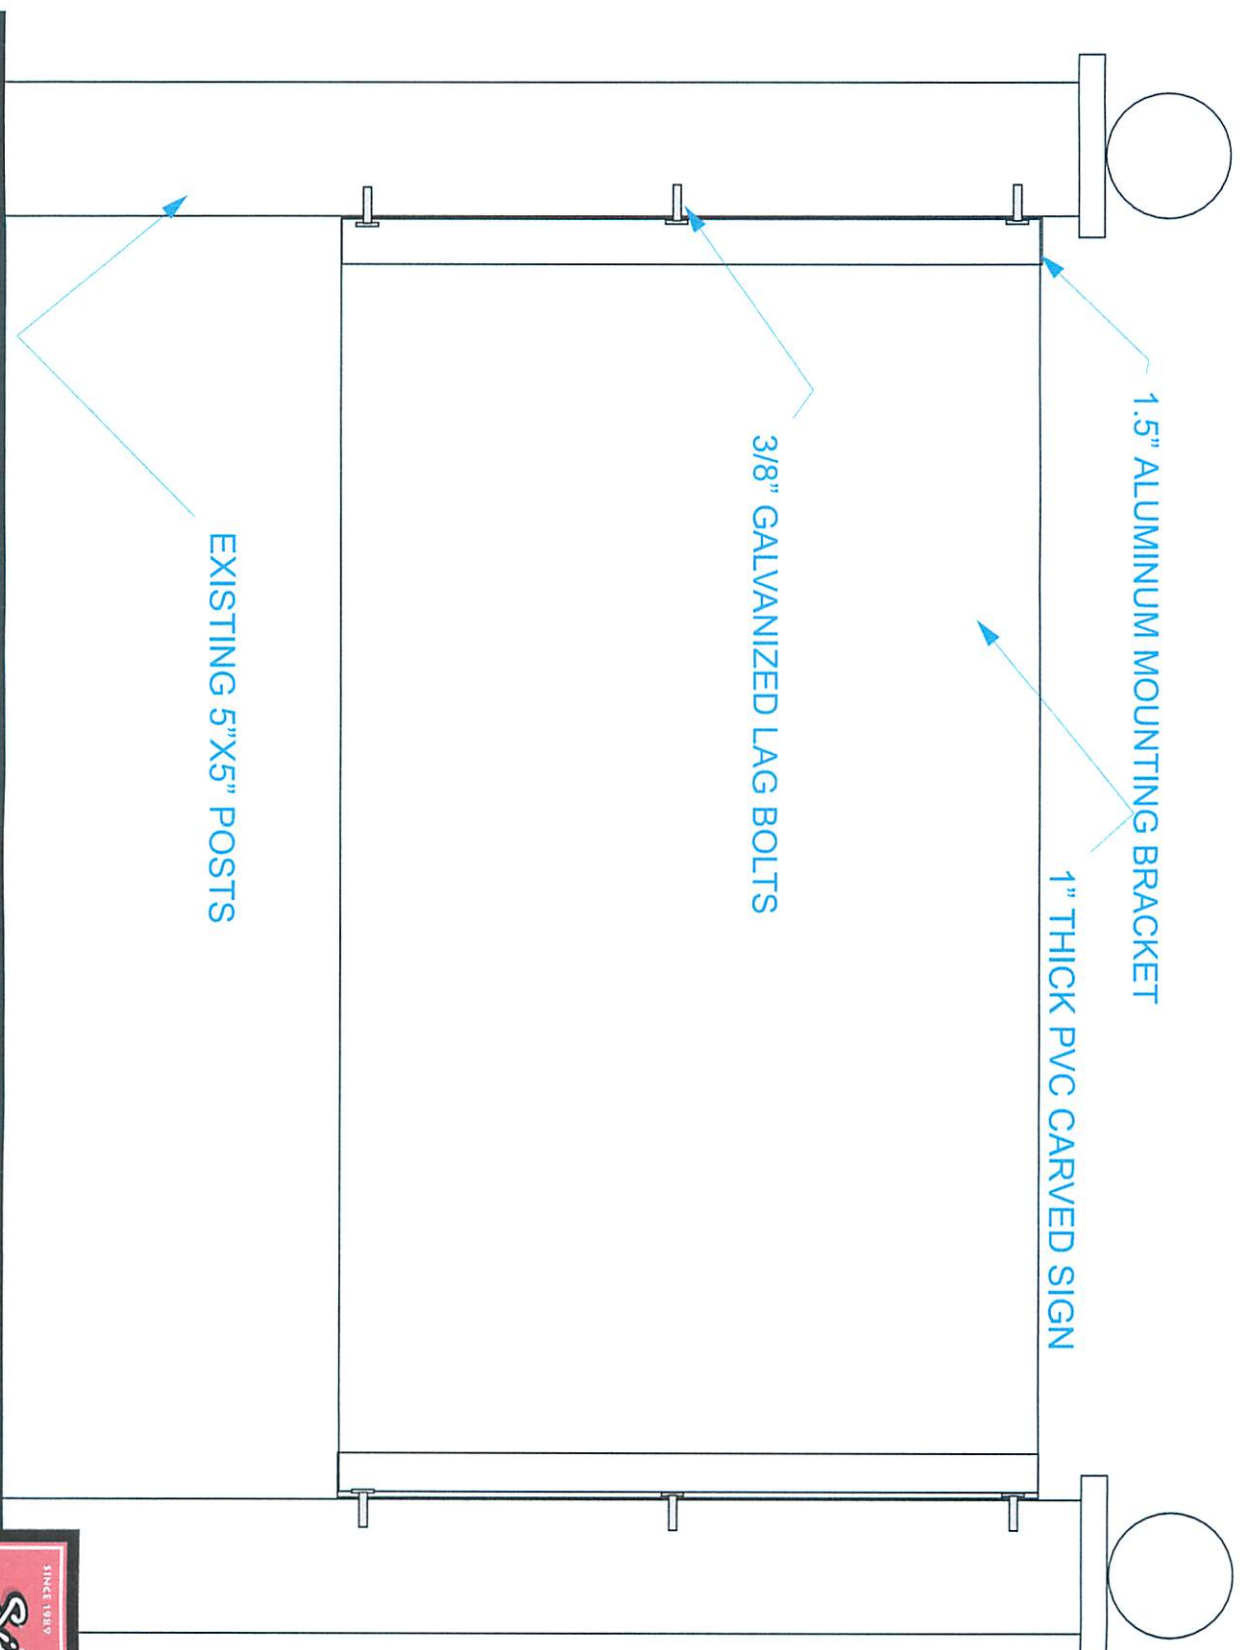 1.5” ALUMINUM MOUNTING BRACKET
1” THICK PVC CARVED SIGN
3/8” GALVANIZED LAG BOLTS
EXISTING 5”X5” POSTS
SINCE 1989